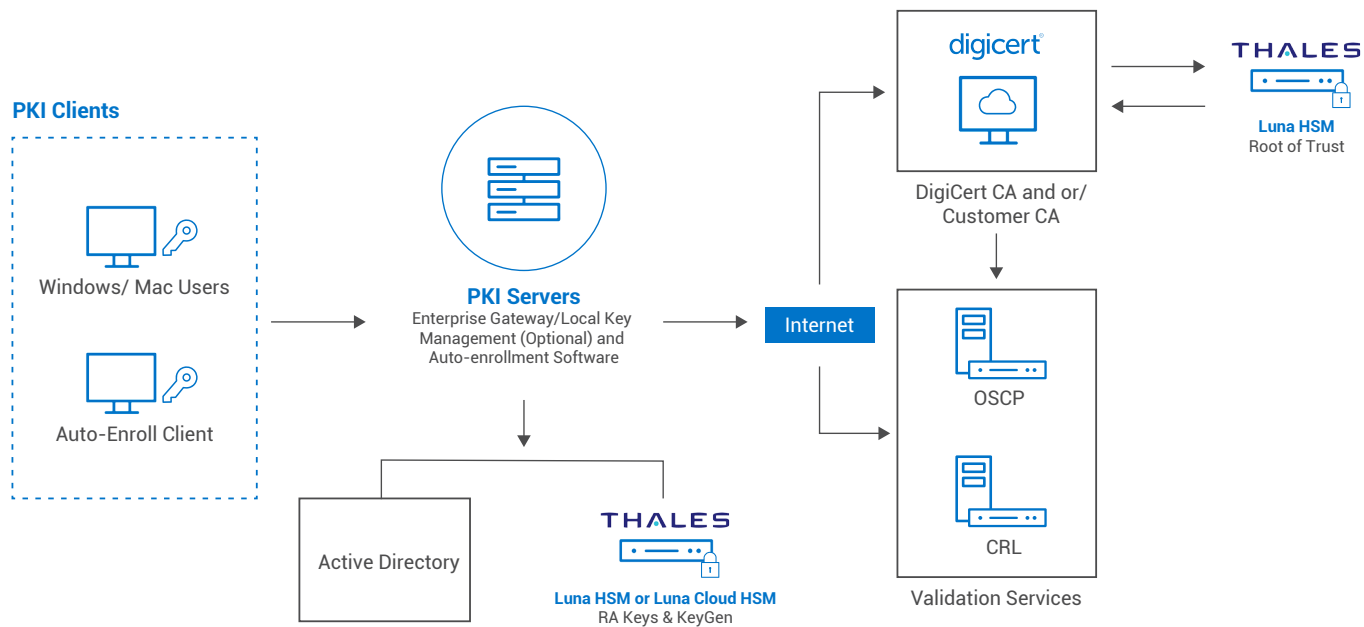 PKI Clients
Windows/ Mac Users
Auto-Enroll Client
PKI Servers
Enterprise Gateway/Local Key
Management (Optional) and
Auto-enrollment Software
Active Directory
THALES
Luna HSM or Luna Cloud HSM
RA Keys & KeyGen
Internet
digicert®
DigiCert CA and or/
Customer CA
THALES
Luna HSM
Root of Trust
OSCP
CRL
Validation Services